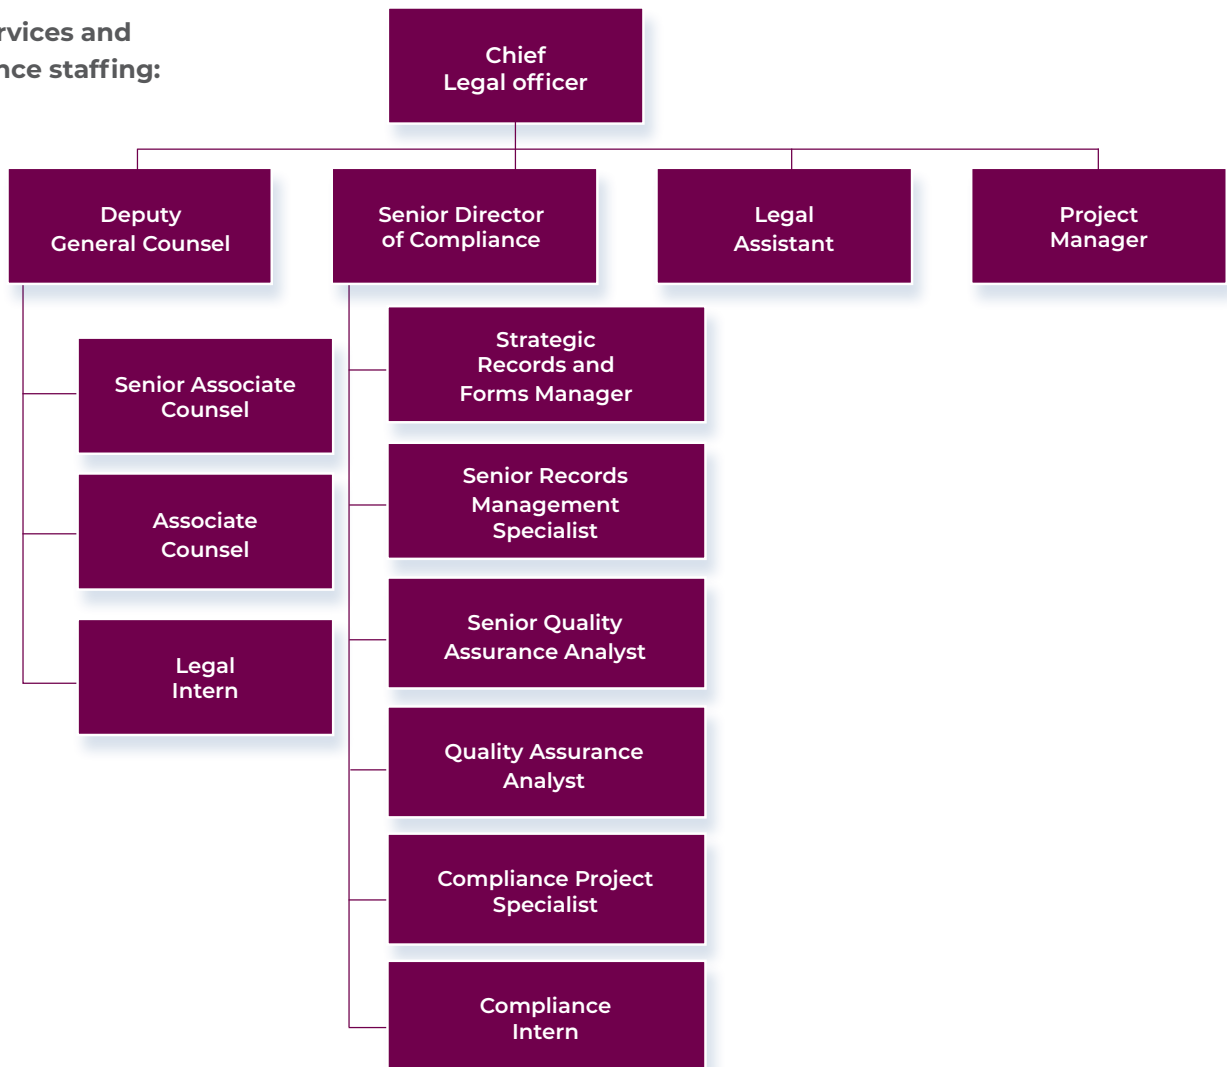 rvices and
nce staffing:
Chief
Legal officer
Deputy
General Counsel
Senior Director
of Compliance
Legal
Assistant
Project
Manager
Senior Associate
Counsel
Associate
Counsel
Legal
Intern
Strategic
Records and
Forms Manager
Senior Records
Management
Specialist
Senior Quality
Assurance Analyst
Quality Assurance
Analyst
Compliance Project
Specialist
Compliance
Intern